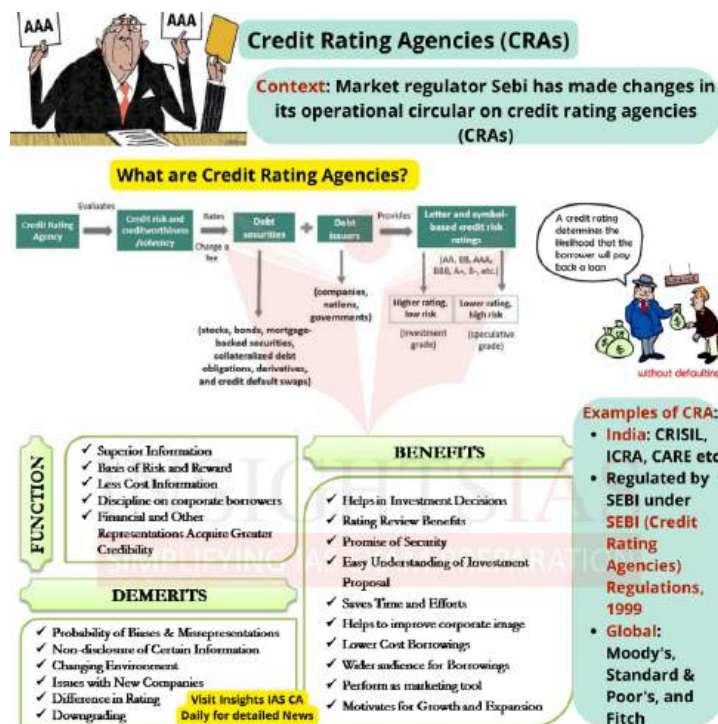 AAA
AAA
Credit Rating Agencies (CRAs)
Context: Market regulator Sebi has made changes in
its operational circular on credit rating agencies
(CRAs)
What are Credit Rating Agencies?
Credit Rating
Agency
Evaluates
Credit risk and
creditworthiness
/solvency
Rates
Charge a
fee
Debt
securities
+
Debt
issuers
Provides
Letter and symbol-
based credit risk
ratings
(AA, BB, AAA,
BBB, A+, B-, etc.)
Higher rating,
low risk
Lower rating,
high risk
(investment
grade)
(speculative
grade)
(companies,
nations,
governments)
(stocks, bonds, mortgage-
backed securities,
collateralized debt
obligations, derivatives,
and credit default swaps)
A credit rating
determines the
likelihood that the
borrower will pay
back a loan
without defaulting
FUNCTION
✓ Superior Information
✓ Basis of Risk and Reward
✓ Less Cost Information
✓ Discipline on corporate borrowers
✓ Financial and Other
Representations Acquire Greater
Credibility
DEMERITS
✓ Probability of Biases & Misrepresentations
✓ Non-disclosure of Certain Information
✓ Changing Environment
✓ Issues with New Companies
✓ Difference in Rating
✓ Downgrading
Visit Insights IAS CA
Daily for detailed News
BENEFITS
✓ Helps in Investment Decisions
✓ Rating Review Benefits
✓ Promise of Security
✓ Easy Understanding of Investment
Proposal
✓ Saves Time and Efforts
✓ Helps to improve corporate image
✓ Lower Cost Borrowings
✓ Wider audience for Borrowings
✓ Perform as marketing tool
✓ Motivates for Growth and Expansion
Examples of CRA:
• India: CRISIL,
ICRA, CARE etc
• Regulated by
SEBI under
SEBI (Credit
Rating
Agencies)
Regulations,
1999
• Global:
Moody's,
Standard &
Poor's, and
Fitch